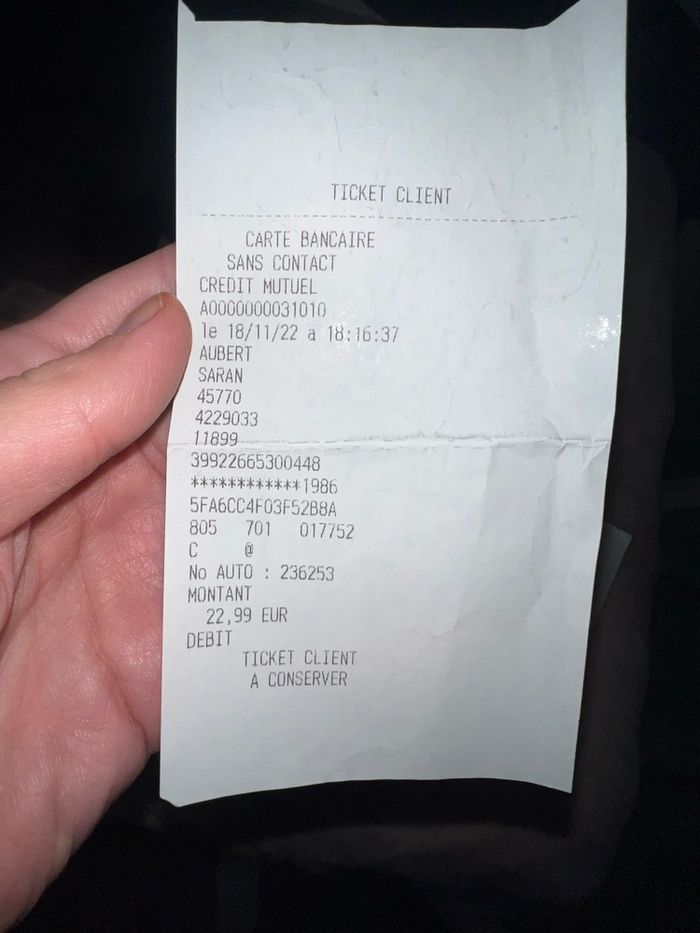 TICKET CLIENT
CARTE BANCAIRE
SANS CONTACT
CREDIT MUTUEL
A0000000031010
le 18/11/22 a 18:16:37
AUBERT
SARAN
45770
4229033
11899
39922665300448
************1986
5FA6CC4F03F52B8A
805 701 017752
C @
No AUTO : 236253
MONTANT
22,99 EUR
DEBIT
TICKET CLIENT
A CONSERVER